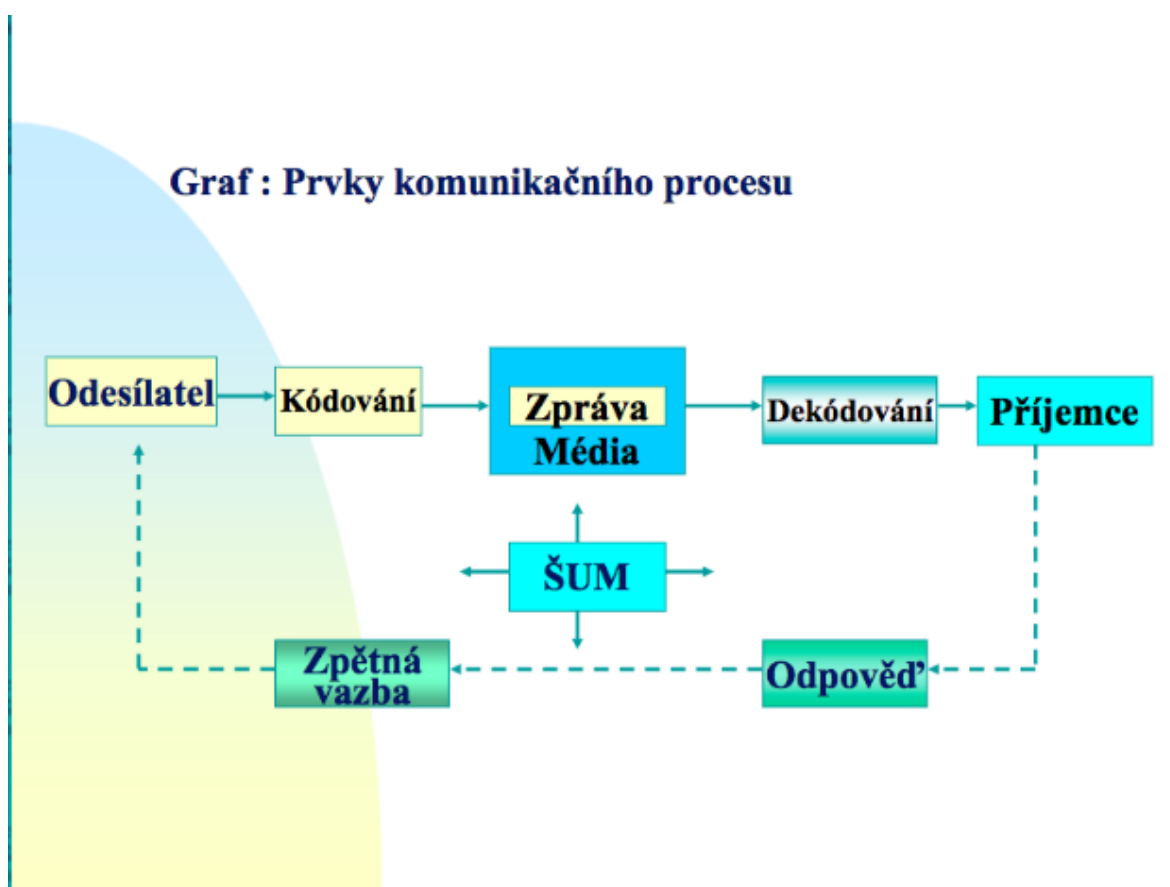 Graf : Prvky komunikačního procesu
Odesílatel
Kódování
Zpráva
Média
Dekódování
Příjemce
ŠUM
Zpětná
vazba
Odpověď